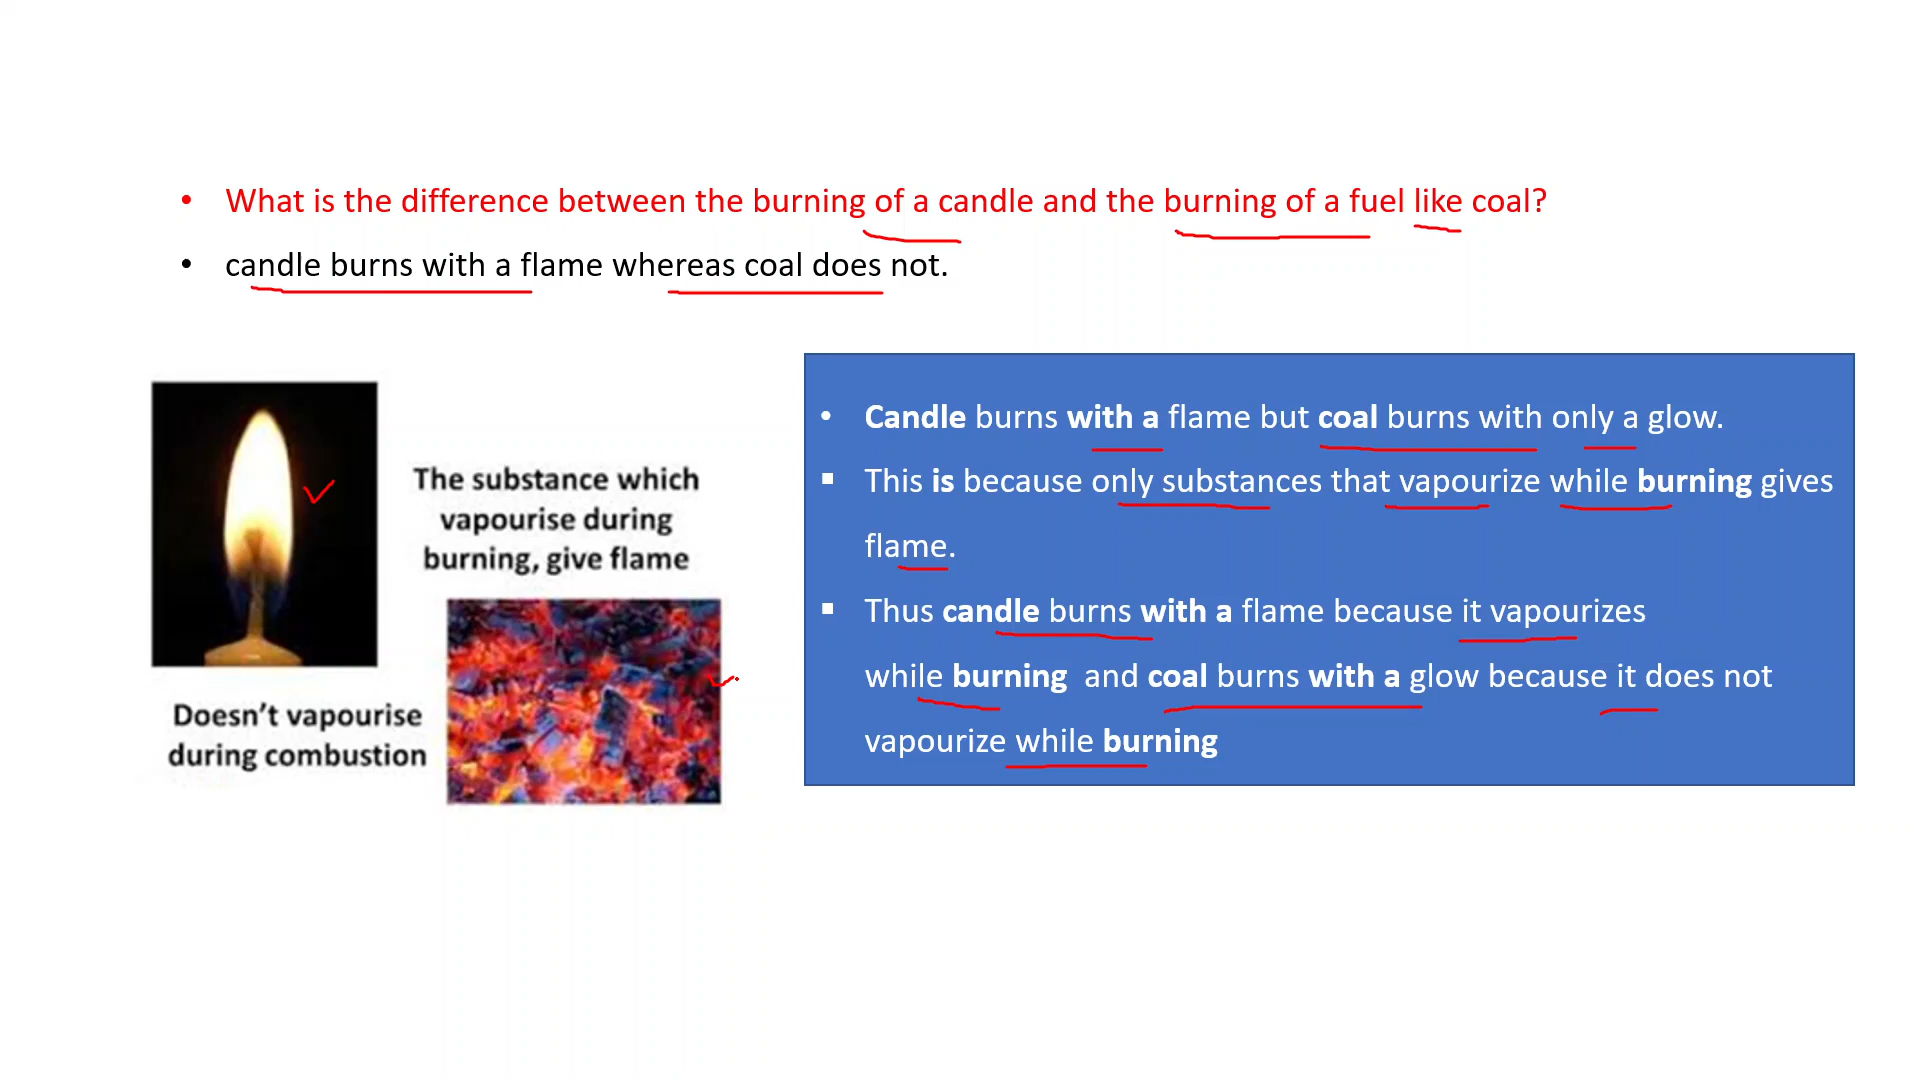 • What is the difference between the burning of a candle and the burning of a fuel like coal?
• candle burns with a flame whereas coal does not.
The substance which
vapourise during
burning, give flame
Doesn't vapourise
during combustion
• Candle burns with a flame but coal burns with only a glow.
▪ This is because only substances that vapourize while burning gives
flame.
▪ Thus candle burns with a flame because it vapourizes
while burning and coal burns with a glow because it does not
vapourize while burning